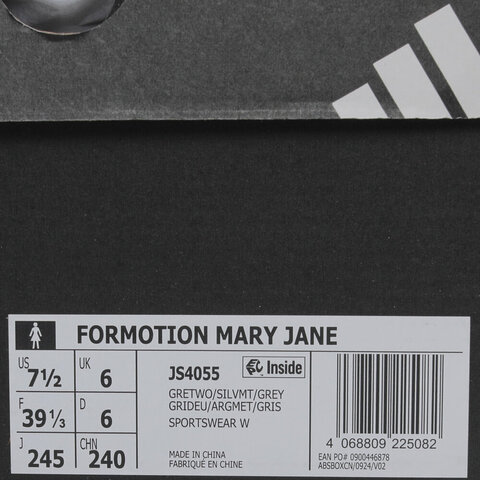 FORMOTION MARY JANE
US 7½ UK 6
F 39⅓ D 6
J 245 CHN 240
JS4055
Inside
GRETWO/SILVMT/GREY
GRIDEU/ARGMET/GRIS
SPORTSWEAR W
MADE IN CHINA
FABRIQUÉ EN CHINE
4 068809 225082
EAN PO# 0900446878
ABSBOXCN/0924/V02